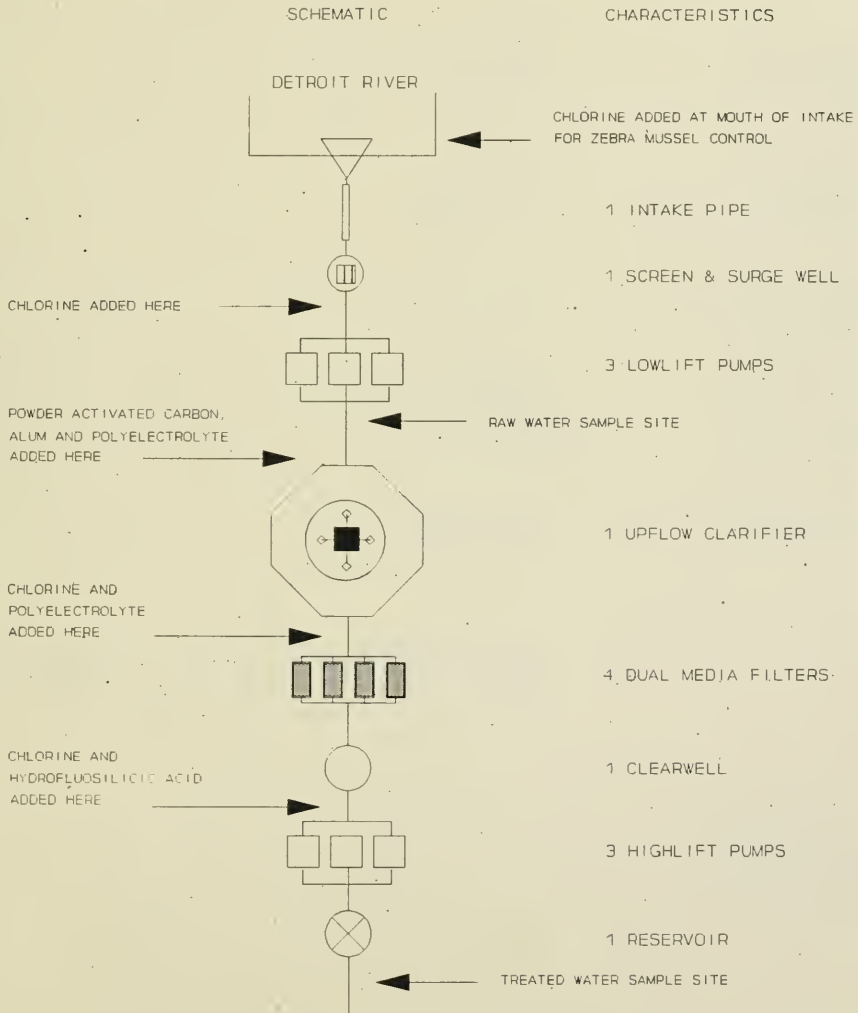 SCHEMATIC
CHARACTERISTICS
DETROIT RIVER
CHLORINE ADDED AT MOUTH OF INTAKE
FOR ZEBRA MUSSEL CONTROL
1 INTAKE PIPE
1 SCREEN & SURGE WELL
CHLORINE ADDED HERE
3 LOWLIFT PUMPS
POWDER ACTIVATED CARBON,
ALUM AND POLYELECTROLYTE
ADDED HERE
RAW WATER SAMPLE SITE
1 UPFLOW CLARIFIER
CHLORINE AND
POLYELECTROLYTE
ADDED HERE
4 DUAL MEDIA FILTERS
CHLORINE AND
HYDROFLUOSILICIC ACID
ADDED HERE
1 CLEARWELL
3 HIGHLIFT PUMPS
1 RESERVOIR
TREATED WATER SAMPLE SITE